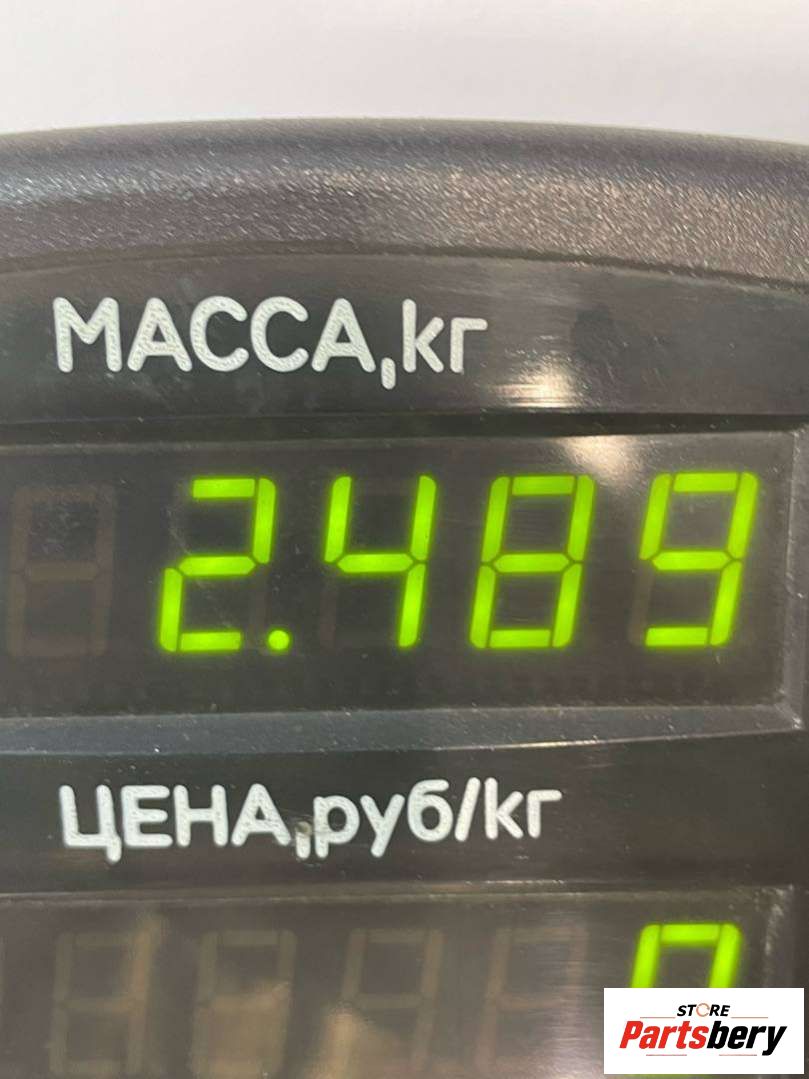 МАССА,кг
2.489
ЦЕНА,руб/кг
0
STORE
Partsbery